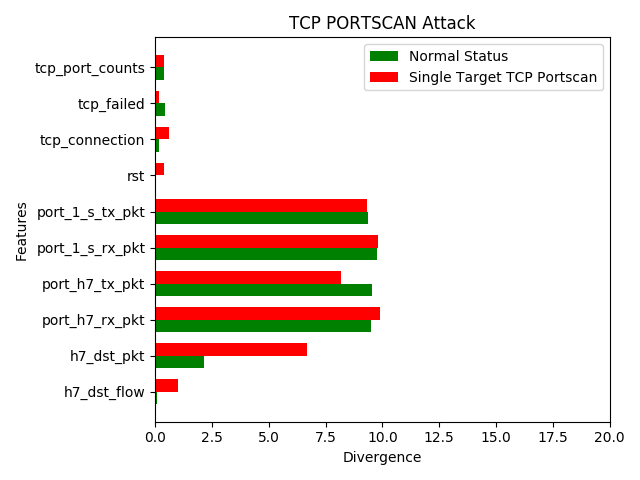 TCP PORTSCAN Attack
Normal Status
Single Target TCP Portscan
Features
tcp_port_counts
tcp_failed
tcp_connection
rst
port_1_s_tx_pkt
port_1_s_rx_pkt
port_h7_tx_pkt
port_h7_rx_pkt
h7_dst_pkt
h7_dst_flow
0.0 2.5 5.0 7.5 10.0 12.5 15.0 17.5 20.0
Divergence